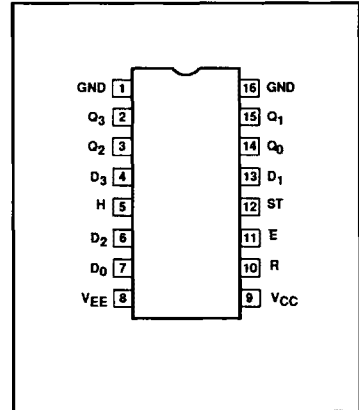 GND 1 16 GND
Q3 2 15 Q1
Q2 3 14 Q0
D3 4 13 D1
H 5 12 ST
D2 6 11 E̅
D0 7 10 R
VEE 8 9 VCC